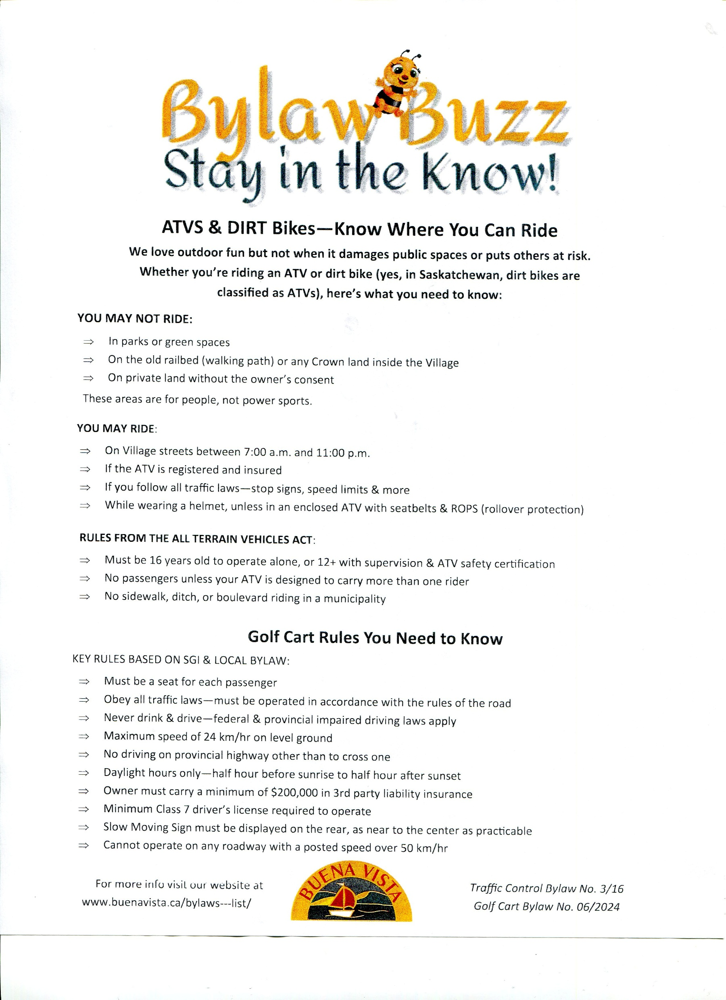 Bylaw Buzz
Stay in the Know!
ATVS & DIRT Bikes—Know Where You Can Ride
We love outdoor fun but not when it damages public spaces or puts others at risk.
Whether you're riding an ATV or dirt bike (yes, in Saskatchewan, dirt bikes are
classified as ATVs), here's what you need to know:
YOU MAY NOT RIDE:
⇒ In parks or green spaces
⇒ On the old railbed (walking path) or any Crown land inside the Village
⇒ On private land without the owner's consent
These areas are for people, not power sports.
YOU MAY RIDE:
⇒ On Village streets between 7:00 a.m. and 11:00 p.m.
⇒ If the ATV is registered and insured
⇒ If you follow all traffic laws—stop signs, speed limits & more
⇒ While wearing a helmet, unless in an enclosed ATV with seatbelts & ROPS (rollover protection)
RULES FROM THE ALL TERRAIN VEHICLES ACT:
⇒ Must be 16 years old to operate alone, or 12+ with supervision & ATV safety certification
⇒ No passengers unless your ATV is designed to carry more than one rider
⇒ No sidewalk, ditch, or boulevard riding in a municipality
Golf Cart Rules You Need to Know
KEY RULES BASED ON SGI & LOCAL BYLAW:
⇒ Must be a seat for each passenger
⇒ Obey all traffic laws—must be operated in accordance with the rules of the road
⇒ Never drink & drive—federal & provincial impaired driving laws apply
⇒ Maximum speed of 24 km/hr on level ground
⇒ No driving on provincial highway other than to cross one
⇒ Daylight hours only—half hour before sunrise to half hour after sunset
⇒ Owner must carry a minimum of $200,000 in 3rd party liability insurance
⇒ Minimum Class 7 driver's license required to operate
⇒ Slow Moving Sign must be displayed on the rear, as near to the center as practicable
⇒ Cannot operate on any roadway with a posted speed over 50 km/hr
For more info visit our website at
www.buenavista.ca/bylaws---list/
BUENA VISTA
Traffic Control Bylaw No. 3/16
Golf Cart Bylaw No. 06/2024